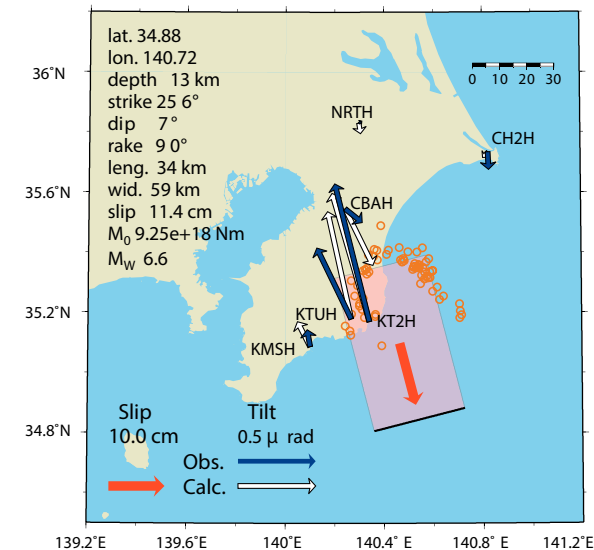 lat. 34.88
lon. 140.72
depth 13 km
strike 25 6°
dip 7°
rake 9 0°
leng. 34 km
wid. 59 km
slip 11.4 cm
M0 9.25e+18 Nm
MW 6.6
36°N
35.6°N
35.2°N
34.8°N
0 10 20 30
NRTH
CH2H
CBAH
KTUH
KT2H
KMSH
Slip Tilt
10.0 cm 0.5 μ rad
Obs.
Calc.
139.2°E 139.6°E 140°E 140.4°E 140.8°E 141.2°E